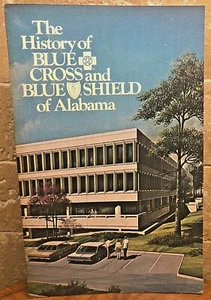 The
History of
BLUE
CROSS and
BLUE SHIELD
of Alabama